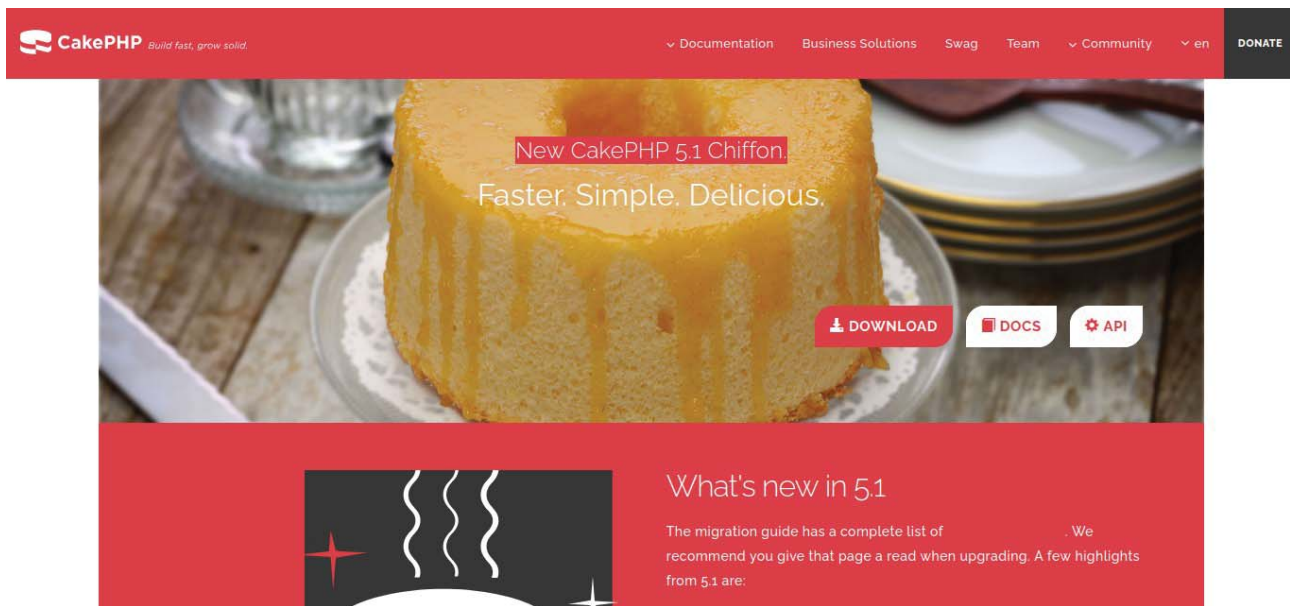 CakePHP Build fast, grow solid.
Documentation Business Solutions Swag Team Community en DONATE
New CakePHP 5.1 Chiffon.
Faster. Simple. Delicious.
DOWNLOAD DOCS API
What's new in 5.1
The migration guide has a complete list of . We
recommend you give that page a read when upgrading. A few highlights
from 5.1 are: